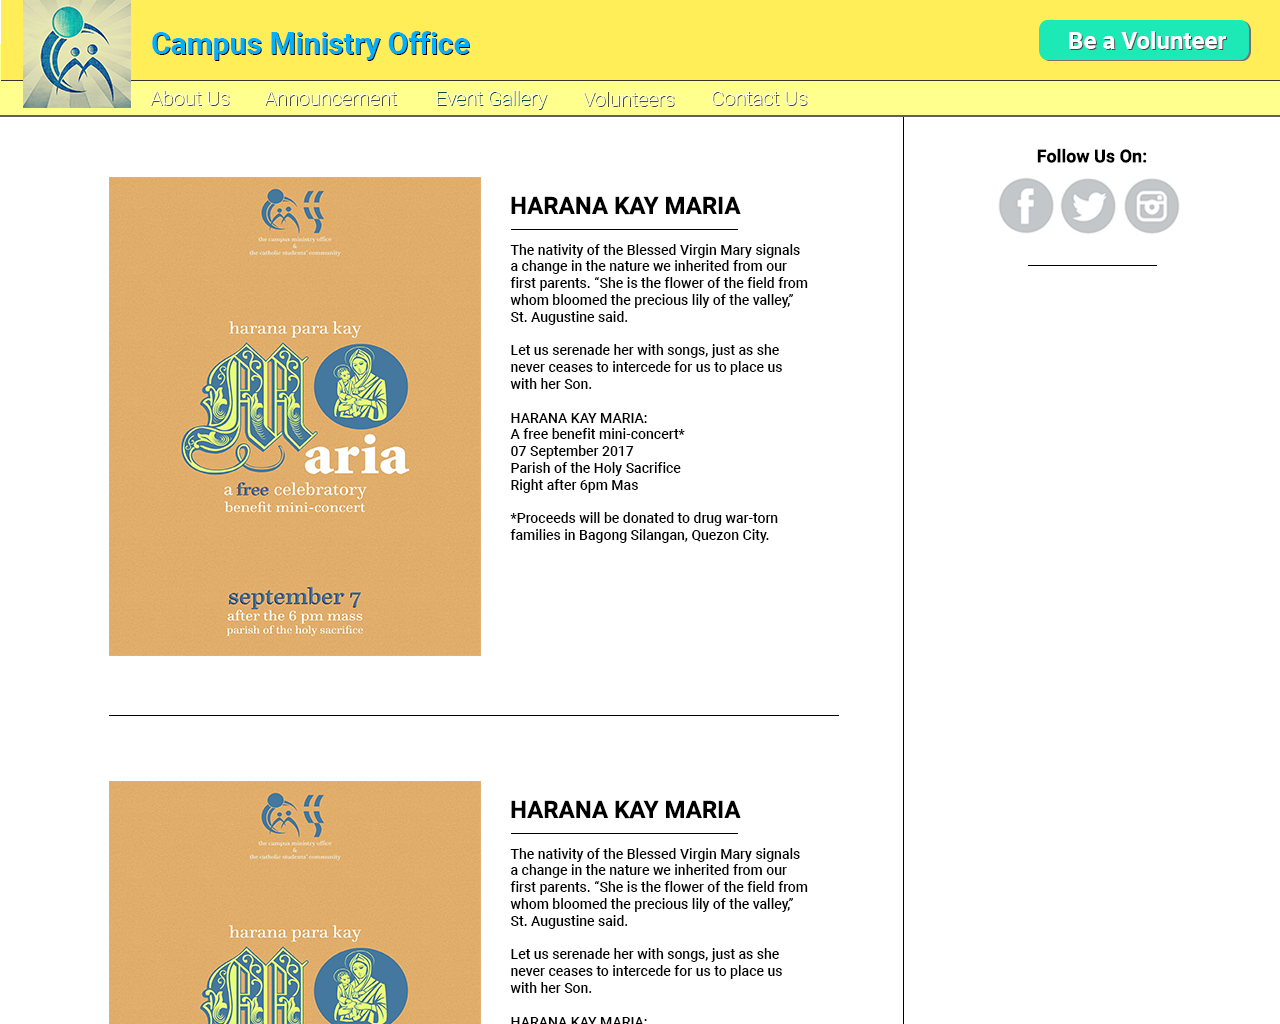 Campus Ministry Office
Be a Volunteer
About Us
Announcement
Event Gallery
Volunteers
Contact Us
Follow Us On:
the campus ministry office
&
the catholic students' community
harana para kay
Maria
a free celebratory
benefit mini-concert
september 7
after the 6 pm mass
parish of the holy sacrifice
HARANA KAY MARIA
The nativity of the Blessed Virgin Mary signals
a change in the nature we inherited from our
first parents. “She is the flower of the field from
whom bloomed the precious lily of the valley,”
St. Augustine said.
Let us serenade her with songs, just as she
never ceases to intercede for us to place us
with her Son.
HARANA KAY MARIA:
A free benefit mini-concert*
07 September 2017
Parish of the Holy Sacrifice
Right after 6pm Mas
*Proceeds will be donated to drug war-torn
families in Bagong Silangan, Quezon City.
the campus ministry office
&
the catholic students' community
harana para kay
M
HARANA KAY MARIA
The nativity of the Blessed Virgin Mary signals
a change in the nature we inherited from our
first parents. “She is the flower of the field from
whom bloomed the precious lily of the valley,”
St. Augustine said.
Let us serenade her with songs, just as she
never ceases to intercede for us to place us
with her Son.
HARANA KAY MARIA: